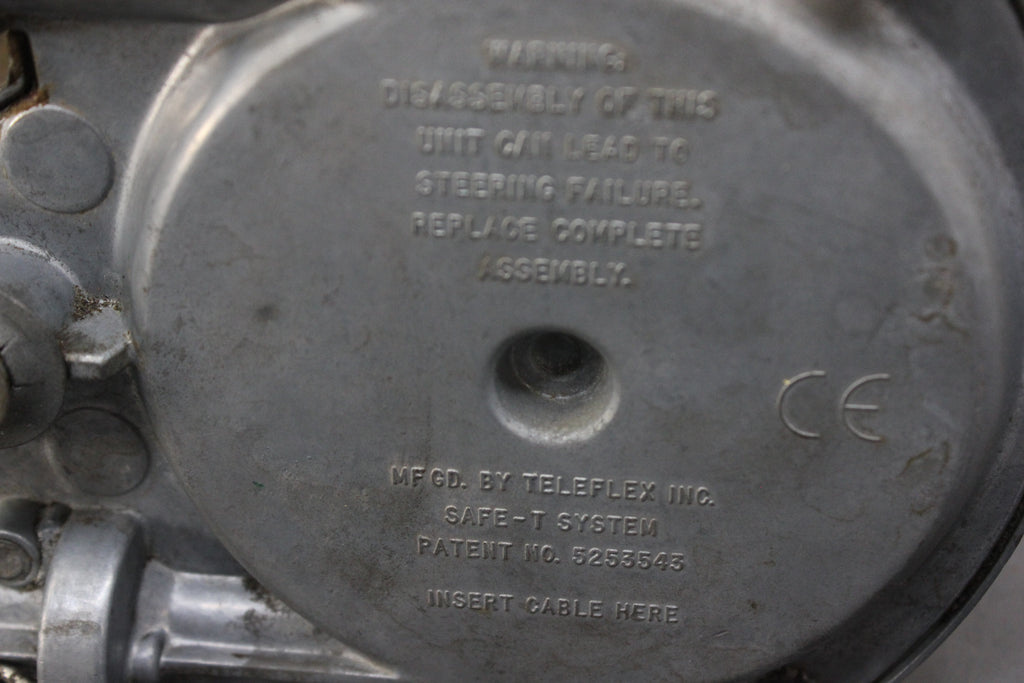 WARNING
DISASSEMBLY OF THIS
UNIT CAN LEAD TO
STEERING FAILURE.
REPLACE COMPLETE
ASSEMBLY.
CE
MFGD. BY TELEFLEX INC.
SAFE-T SYSTEM
PATENT NO. 5253543
INSERT CABLE HERE